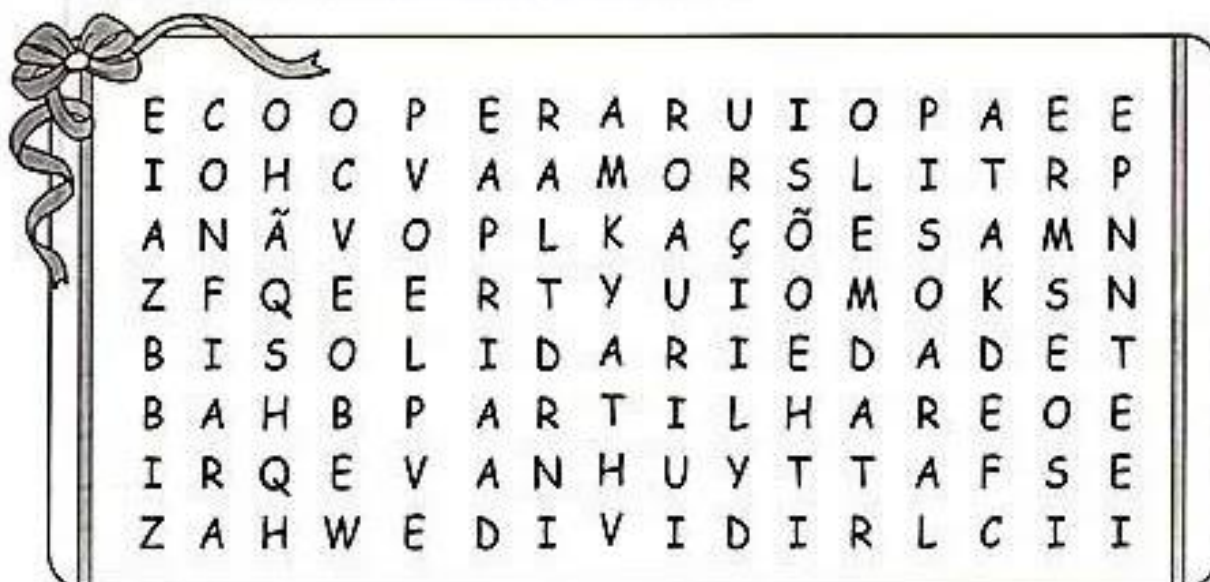 E C O O P E R A R U I O P A E E
I O H C V A A M O R S L I T R P
A N Ã V O P L K A Ç Õ E S A M N
Z F Q E E R T Y U I O M O K S N
B I S O L I D A R I E D A D E T
B A H B P A R T I L H A R E O E
I R Q E V A N H U Y T T A F S E
Z A H W E D I V I D I R L C I I